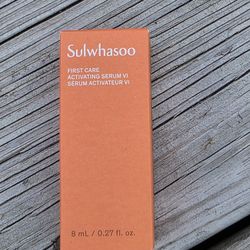 Sulwhasoo
FIRST CARE
ACTIVATING SERUM VI
SÉRUM ACTIVATEUR VI
8 mL / 0.27 fl. oz.